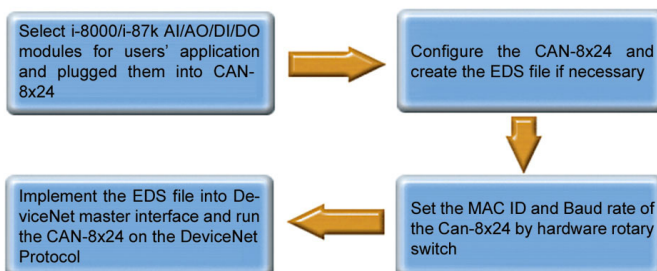 Select i-8000/i-87k AI/AO/DI/DO
modules for users' application
and plugged them into CAN-
8x24
Configure the CAN-8x24 and
create the EDS file if necessary
Set the MAC ID and Baud rate of
the Can-8x24 by hardware rotary
switch
Implement the EDS file into De-
viceNet master interface and run
the CAN-8x24 on the DeviceNet
Protocol